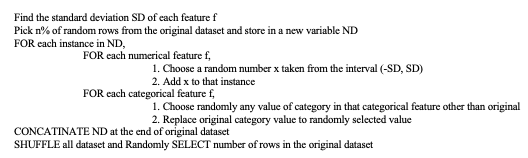 Find the standard deviation SD of each feature f
Pick n% of random rows from the original dataset and store in a new variable ND
FOR each instance in ND,
FOR each numerical feature f,
1. Choose a random number x taken from the interval (-SD, SD)
2. Add x to that instance
FOR each categorical feature f,
1. Choose randomly any value of category in that categorical feature other than original
2. Replace original category value to randomly selected value
CONCATINATE ND at the end of original dataset
SHUFFLE all dataset and Randomly SELECT number of rows in the original dataset